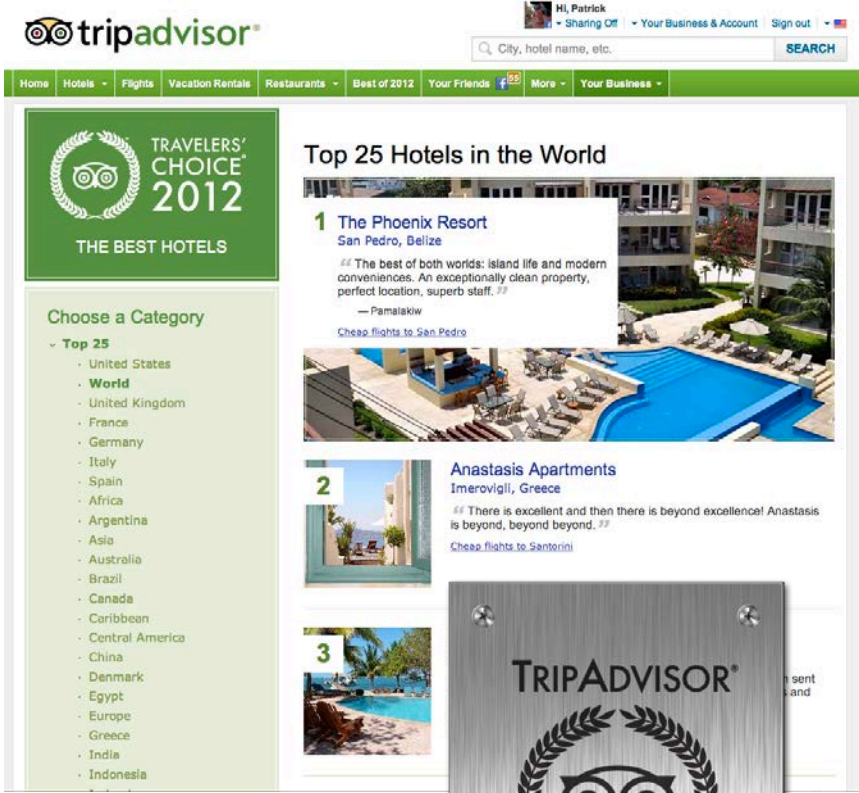 Hi, Patrick
Sharing Off Your Business & Account Sign out
tripadvisor®
City, hotel name, etc. SEARCH
Home Hotels Flights Vacation Rentals Restaurants Best of 2012 Your Friends 55 More Your Business
TRAVELERS'
CHOICE®
2012
THE BEST HOTELS
Choose a Category
Top 25
United States
World
United Kingdom
France
Germany
Italy
Spain
Africa
Argentina
Asia
Australia
Brazil
Canada
Caribbean
Central America
China
Denmark
Egypt
Europe
Greece
India
Indonesia
Top 25 Hotels in the World
1 The Phoenix Resort
San Pedro, Belize
“ The best of both worlds: island life and modern
conveniences. An exceptionally clean property,
perfect location, superb staff. ”
— Pamalakiw
Cheap flights to San Pedro
2 Anastasis Apartments
Imerovigli, Greece
“ There is excellent and then there is beyond excellence! Anastasis
is beyond, beyond beyond. ”
Cheap flights to Santorini
3
sent
and
TRIPADVISOR®